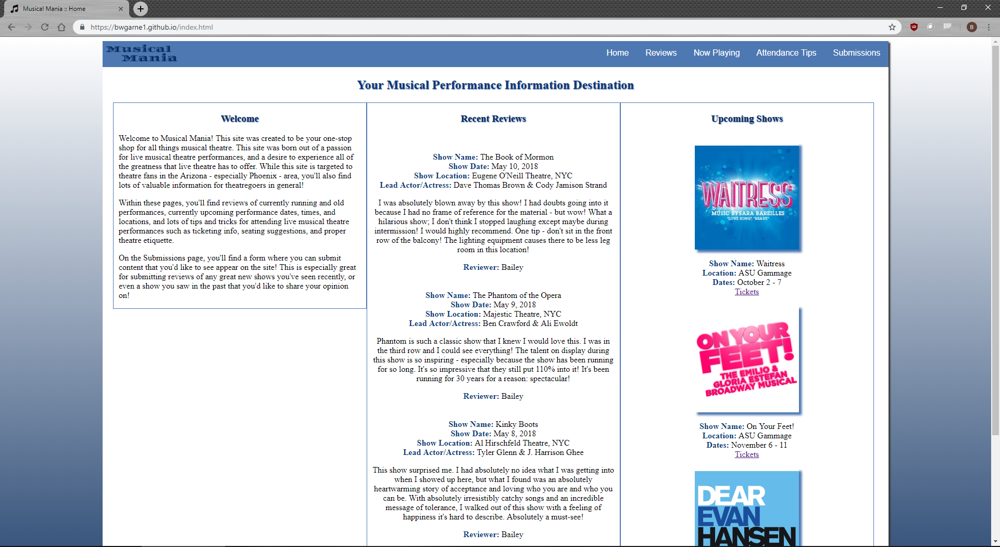 Musical Mania :: Home
https://bwgarne1.github.io/index.html
B
Musical
Mania
Home
Reviews
Now Playing
Attendance Tips
Submissions
Your Musical Performance Information Destination
Welcome
Welcome to Musical Mania! This site was created to be your one-stop
shop for all things musical theatre. This site was born out of a passion
for live musical theatre performances, and a desire to experience all of
the greatness that live theatre has to offer. While this site is targeted to
theatre fans in the Arizona - especially Phoenix - area, you'll also find
lots of valuable information for theatregoers in general!
Within these pages, you'll find reviews of currently running and old
performances, currently upcoming performance dates, times, and
locations, and lots of tips and tricks for attending live musical theatre
performances such as ticketing info, seating suggestions, and proper
theatre etiquette.
On the Submissions page, you'll find a form where you can submit
content that you'd like to see appear on the site! This is especially great
for submitting reviews of any great new shows you've seen recently, or
even a show you saw in the past that you'd like to share your opinion
on!
Recent Reviews
Show Name: The Book of Mormon
Show Date: May 10, 2018
Show Location: Eugene O'Neill Theatre, NYC
Lead Actor/Actress: Dave Thomas Brown & Cody Jamison Strand
I was absolutely blown away by this show! I had doubts going into it
because I had no frame of reference for the material - but wow! What a
hilarious show; I don't think I stopped laughing except maybe during
intermission! I would highly recommend. One tip - don't sit in the front
row of the balcony! The lighting equipment causes there to be less leg
room in this location!
Reviewer: Bailey
Show Name: The Phantom of the Opera
Show Date: May 9, 2018
Show Location: Majestic Theatre, NYC
Lead Actor/Actress: Ben Crawford & Ali Ewoldt
Phantom is such a classic show that I knew I would love this. I was in
the third row and I could see everything! The talent on display during
this show is so inspiring - especially because the show has been running
for so long. It's so impressive that they still put 110% into it! It's been
running for 30 years for a reason: spectacular!
Reviewer: Bailey
Show Name: Kinky Boots
Show Date: May 8, 2018
Show Location: Al Hirschfeld Theatre, NYC
Lead Actor/Actress: Tyler Glenn & J. Harrison Ghee
This show surprised me. I had absolutely no idea what I was getting into
when I showed up here, but what I found was an absolutely
heartwarming story of acceptance and loving who you are and who you
can be. With absolutely irresistibly catchy songs and an incredible
message of tolerance, I walked out of this show with a feeling of
happiness it's hard to describe. Absolutely a must-see!
Reviewer: Bailey
Upcoming Shows
WAITRESS
MUSIC BY SARA BAREILLES
"LOVE SONG", "BRAVE"
Show Name: Waitress
Location: ASU Gammage
Dates: October 2 - 7
Tickets
ON YOUR
FEET!
THE EMILIO &
GLORIA ESTEFAN
BROADWAY MUSICAL
Show Name: On Your Feet!
Location: ASU Gammage
Dates: November 6 - 11
Tickets
DEAR
EVAN
HANSEN